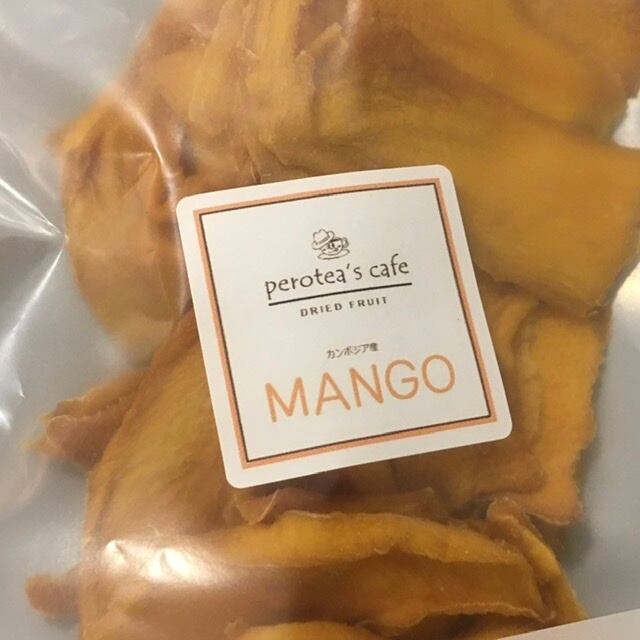 perotea's cafe
DRIED FRUIT
カンボジア産
MANGO